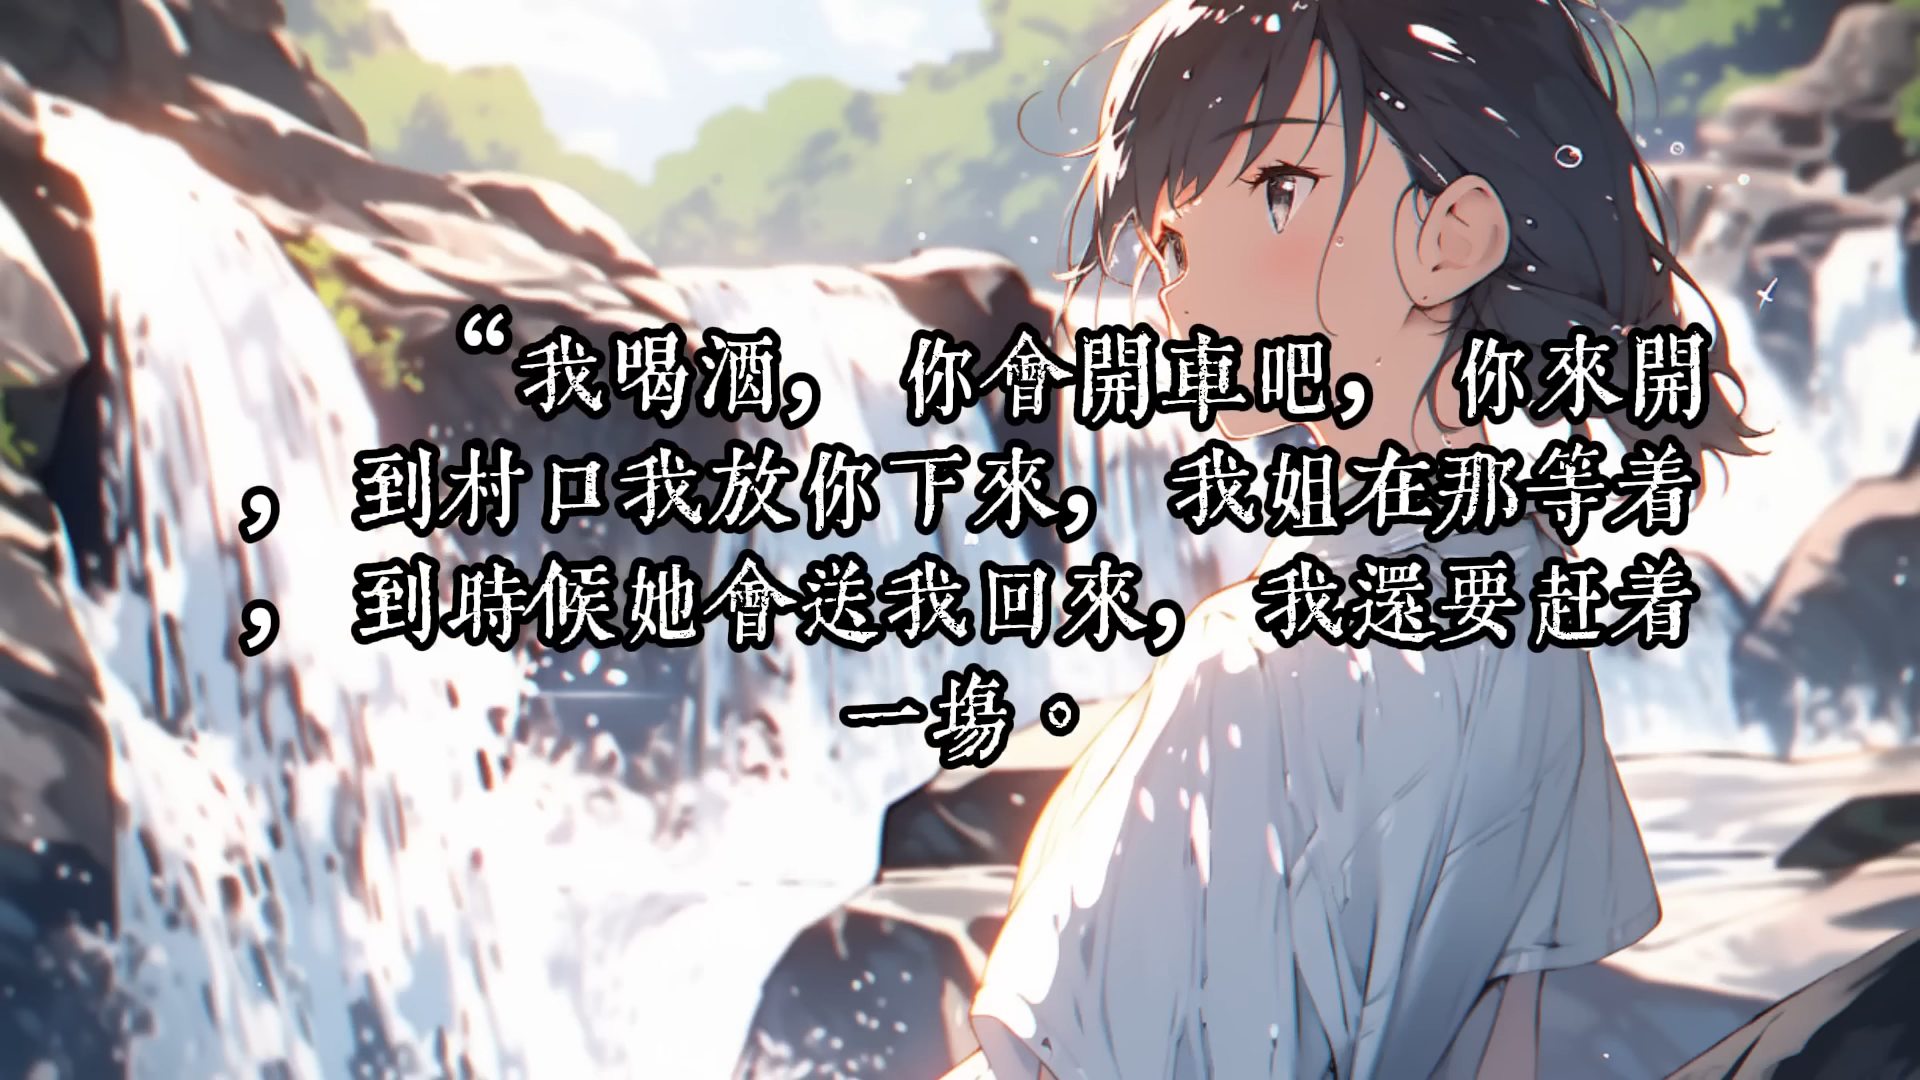 “我喝酒， 你會開車吧， 你來開
， 到村口我放你下來， 我姐在那等着
， 到時候她會送我回來， 我還要赶着
一場。